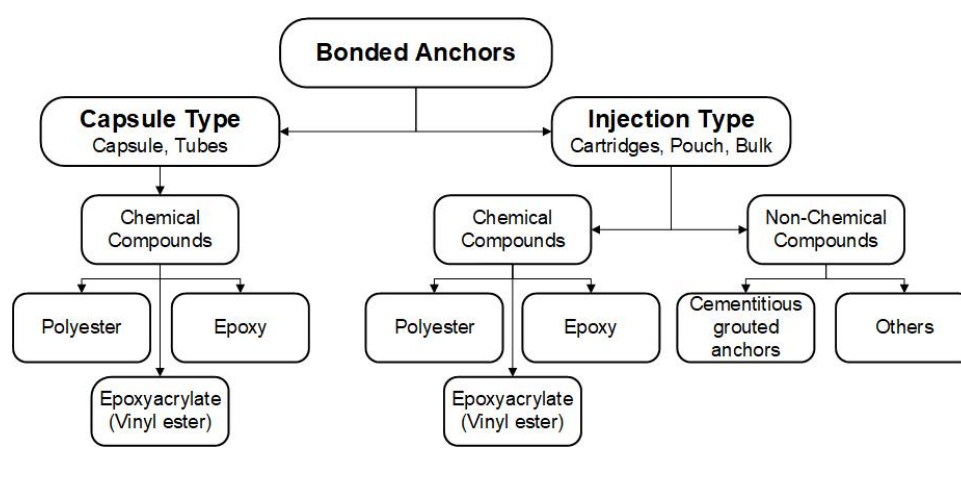 Bonded Anchors
Capsule Type
Capsule, Tubes
Injection Type
Cartridges, Pouch, Bulk
Chemical
Compounds
Chemical
Compounds
Non-Chemical
Compounds
Polyester
Epoxy
Polyester
Epoxy
Cementitious
grouted
anchors
Others
Epoxyacrylate
(Vinyl ester)
Epoxyacrylate
(Vinyl ester)